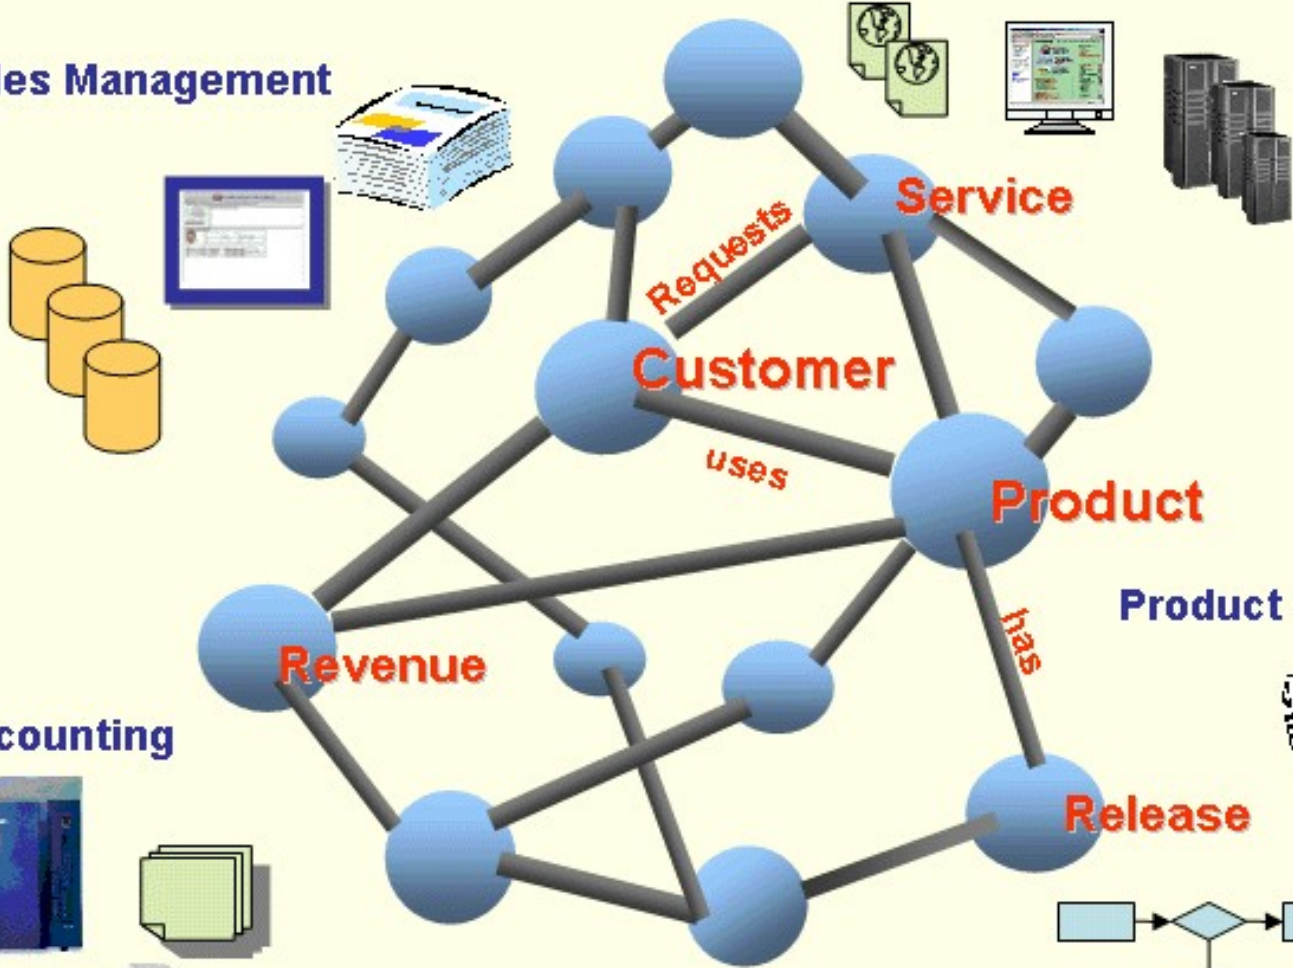 les Management
Service
Requests
Customer
uses
Product
has
Product
Revenue
counting
Release